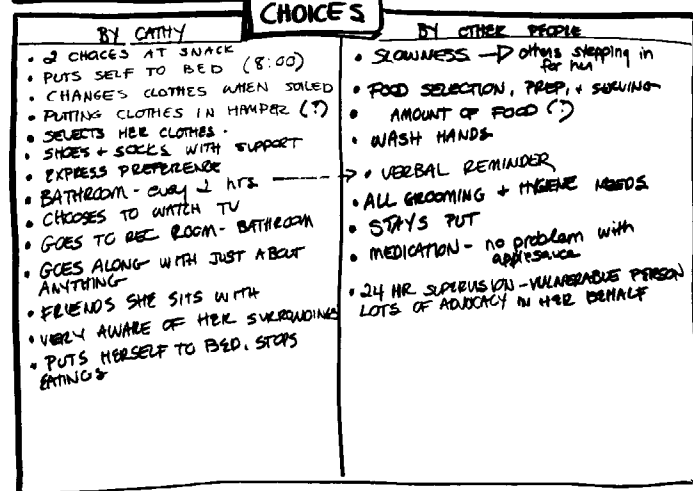 CHOICES
BY CATHY
• 2 CHOICES AT SNACK
• PUTS SELF TO BED (8:00)
• CHANGES CLOTHES WHEN SOILED
• PUTTING CLOTHES IN HAMPER (?)
• SELECTS HER CLOTHES.
• SHOES + SOCKS WITH SUPPORT
• EXPRESS PREFERENCE
• BATHROOM - every 2 hrs
• CHOOSES TO WATCH TV
• GOES TO REC ROOM - BATHROOM
• GOES ALONG WITH JUST ABOUT
ANYTHING
• FRIENDS SHE SITS WITH
• VERY AWARE OF HER SURROUNDINGS
• PUTS HERSELF TO BED, STOPS
EATING
BY OTHER PEOPLE
• SLOWNESS → others stepping in
for her
• FOOD SELECTION, PREP, + SERVING
• AMOUNT OF FOOD (?)
• WASH HANDS
• VERBAL REMINDER
• ALL GROOMING + HYGIENE NEEDS
• STAYS PUT
• MEDICATION - no problem with
applesauce
• 24 HR SUPERVISION - VULNERABLE PERSON
LOTS OF ADVOCACY IN HER BEHALF